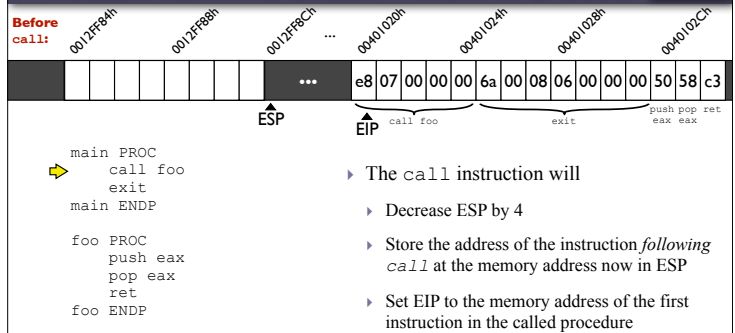 Before
call:
0012FF84h
0012FF88h
0012FF8Ch
...
00401020h
00401024h
00401028h
0040102Ch
...
e8 07 00 00 00 6a 00 08 06 00 00 00 50 58 c3
ESP
EIP
call foo
exit
push pop ret
eax eax
main PROC
call foo
exit
main ENDP
foo PROC
push eax
pop eax
ret
foo ENDP
The call instruction will
Decrease ESP by 4
Store the address of the instruction following
call at the memory address now in ESP
Set EIP to the memory address of the first
instruction in the called procedure